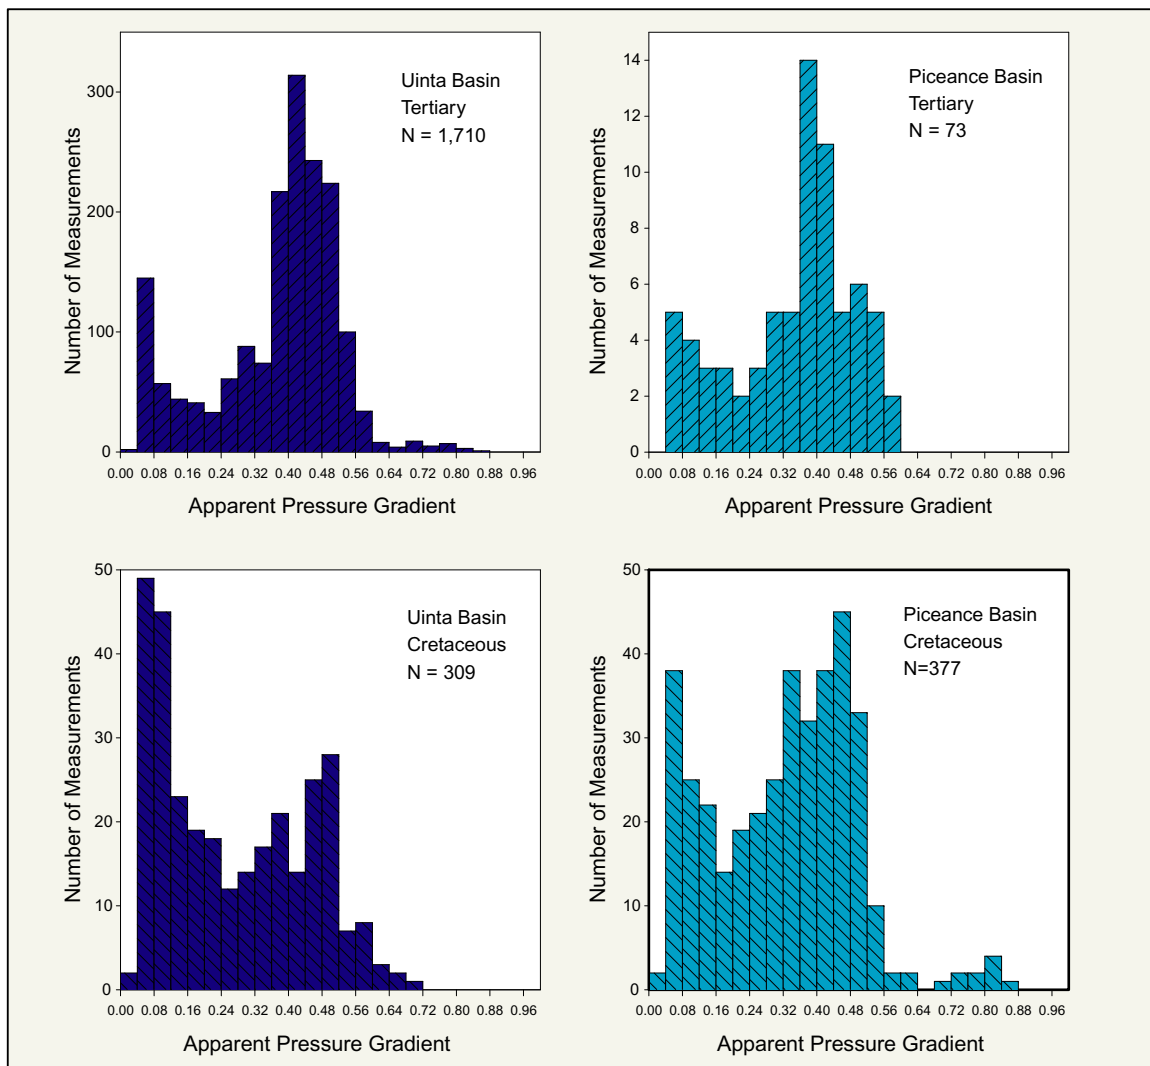 Number of Measurements
300
200
100
0
Uinta Basin
Tertiary
N = 1,710
0.00 0.08 0.16 0.24 0.32 0.40 0.48 0.56 0.64 0.72 0.80 0.88 0.96
Apparent Pressure Gradient
Number of Measurements
14
12
10
8
6
4
2
0
Piceance Basin
Tertiary
N = 73
0.00 0.08 0.16 0.24 0.32 0.40 0.48 0.56 0.64 0.72 0.80 0.88 0.96
Apparent Pressure Gradient
Number of Measurements
50
40
30
20
10
0
Uinta Basin
Cretaceous
N = 309
0.00 0.08 0.16 0.24 0.32 0.40 0.48 0.56 0.64 0.72 0.80 0.88 0.96
Apparent Pressure Gradient
Number of Measurements
50
40
30
20
10
0
Piceance Basin
Cretaceous
N=377
0.00 0.08 0.16 0.24 0.32 0.40 0.48 0.56 0.64 0.72 0.80 0.88 0.96
Apparent Pressure Gradient